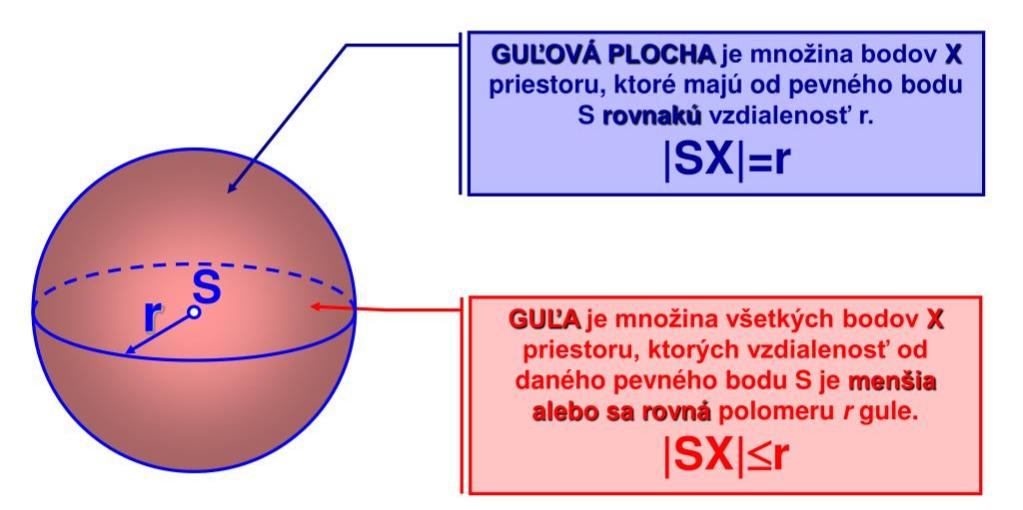 GUĽOVÁ PLOCHA je množina bodov X
priestoru, ktoré majú od pevného bodu
S rovnakú vzdialenosť r.
|SX|=r
S
r
GUĽA je množina všetkých bodov X
priestoru, ktorých vzdialenosť od
daného pevného bodu S je menšia
alebo sa rovná polomeru r gule.
|SX|≤r